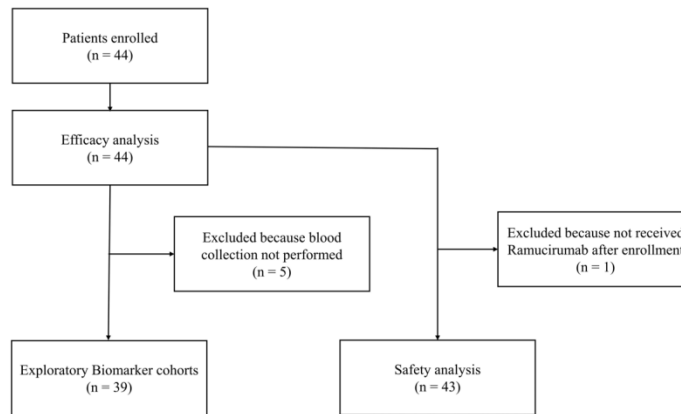 Patients enrolled
(n = 44)
Efficacy analysis
(n = 44)
Excluded because blood
collection not performed
(n = 5)
Excluded because not received
Ramucirumab after enrollment
(n = 1)
Exploratory Biomarker cohorts
(n = 39)
Safety analysis
(n = 43)